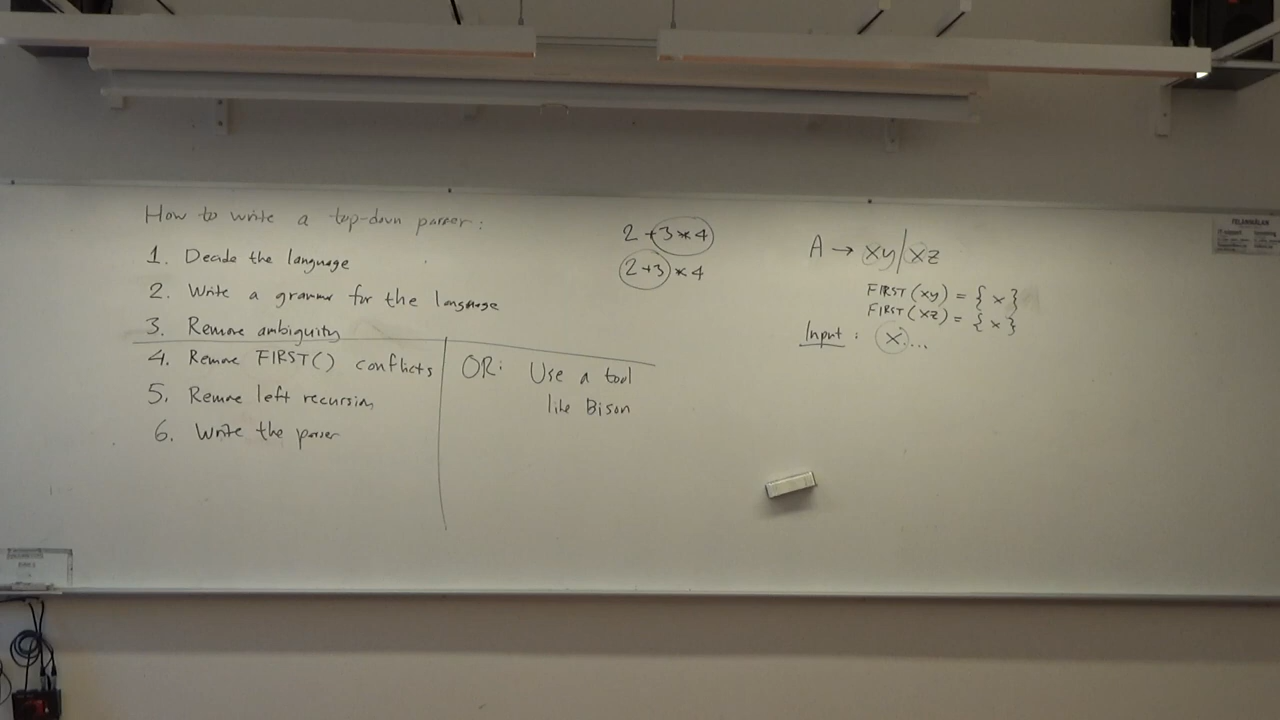 How to write a top-down parser:
1. Decide the language
2. Write a grammar for the language
3. Remove ambiguity
4. Remove FIRST() conflicts
5. Remove left recursion
6. Write the parser
OR: Use a tool
like Bison
2+3*4
2+3*4
A → xy|xz
FIRST(xy) = {x}
FIRST(xz) = {x}
Input: x...
FELANMÄLAN